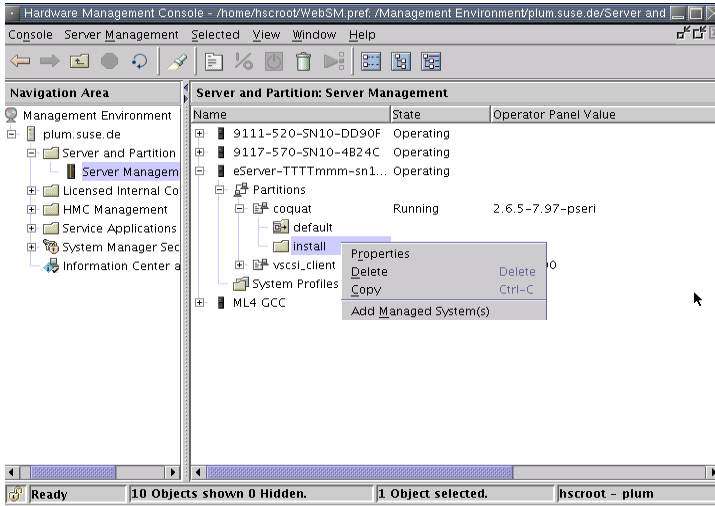 Hardware Management Console - /home/hscroot/WebSM.pref: /Management Environment/plum.suse.de/Server and
Console Server Management Selected View Window Help
Navigation Area
Management Environment
plum.suse.de
Server and Partition
Server Managem
Licensed Internal Co
HMC Management
Service Applications
System Manager Sec
Information Center a
Server and Partition: Server Management
Name State Operator Panel Value
9111-520-SN10-DD90F Operating
9117-570-SN10-4B24C Operating
eServer-TTTTmmm-sn1... Operating
Partitions
coquat Running 2.6.5-7.97-pseri
default
install
vscsi_client
System Profiles
ML4 GCC
Properties
Delete Delete
Copy Ctrl-C
Add Managed System(s)
Ready 10 Objects shown 0 Hidden. 1 Object selected. hscroot - plum